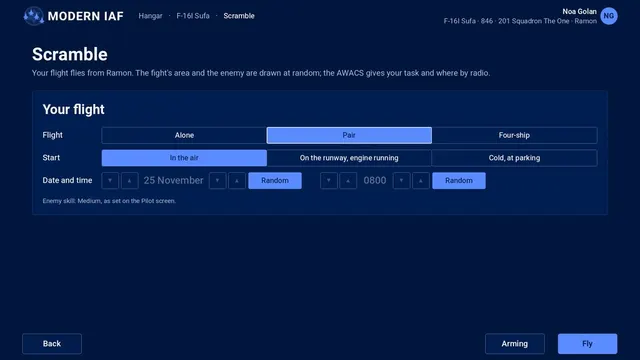 MODERN IAF
Hangar · F-16I Sufa · Scramble
Noa Golan
F-16I Sufa · 846 · 201 Squadron The One · Ramon
NG
Scramble
Your flight flies from Ramon. The fight's area and the enemy are drawn at random; the AWACS gives your task and where by radio.
Your flight
Flight Alone Pair Four-ship
Start In the air On the runway, engine running Cold, at parking
Date and time 25 November Random 0800 Random
Enemy skill. Medium, as set on the Pilot screen.
Back Arming Fly